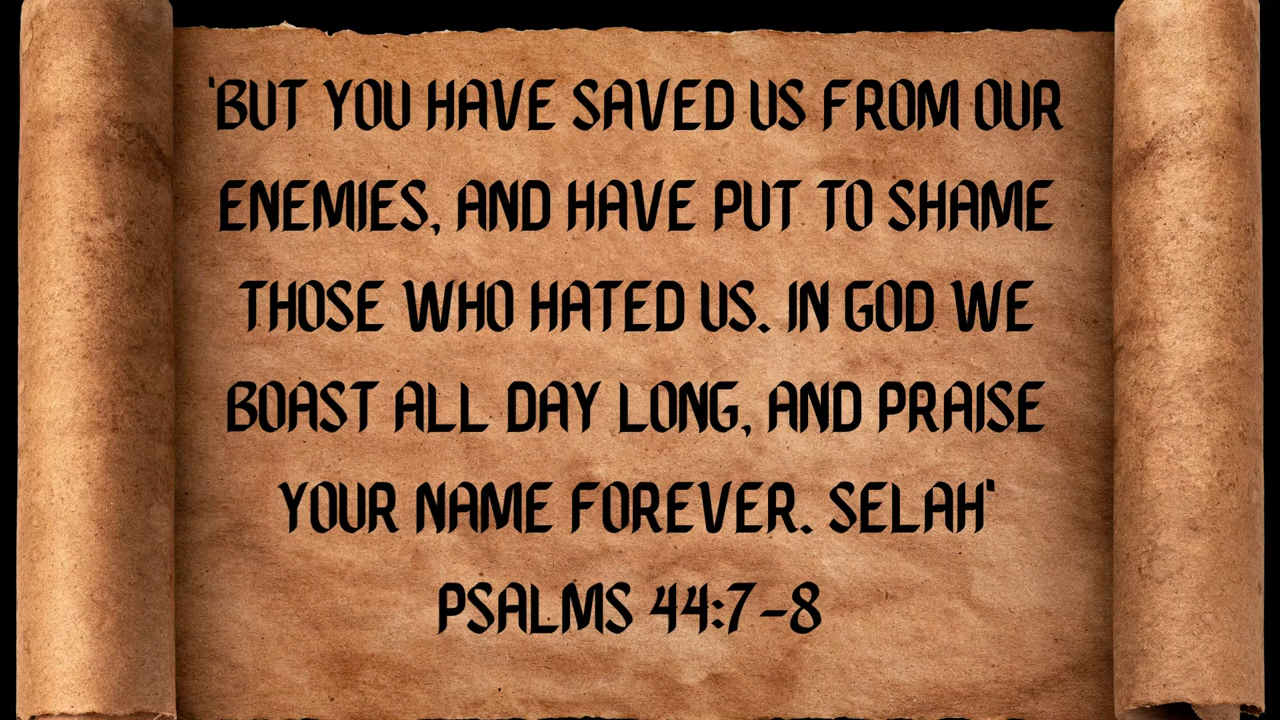 'BUT YOU HAVE SAVED US FROM OUR
ENEMIES, AND HAVE PUT TO SHAME
THOSE WHO HATED US. IN GOD WE
BOAST ALL DAY LONG, AND PRAISE
YOUR NAME FOREVER. SELAH'
PSALMS 44:7-8